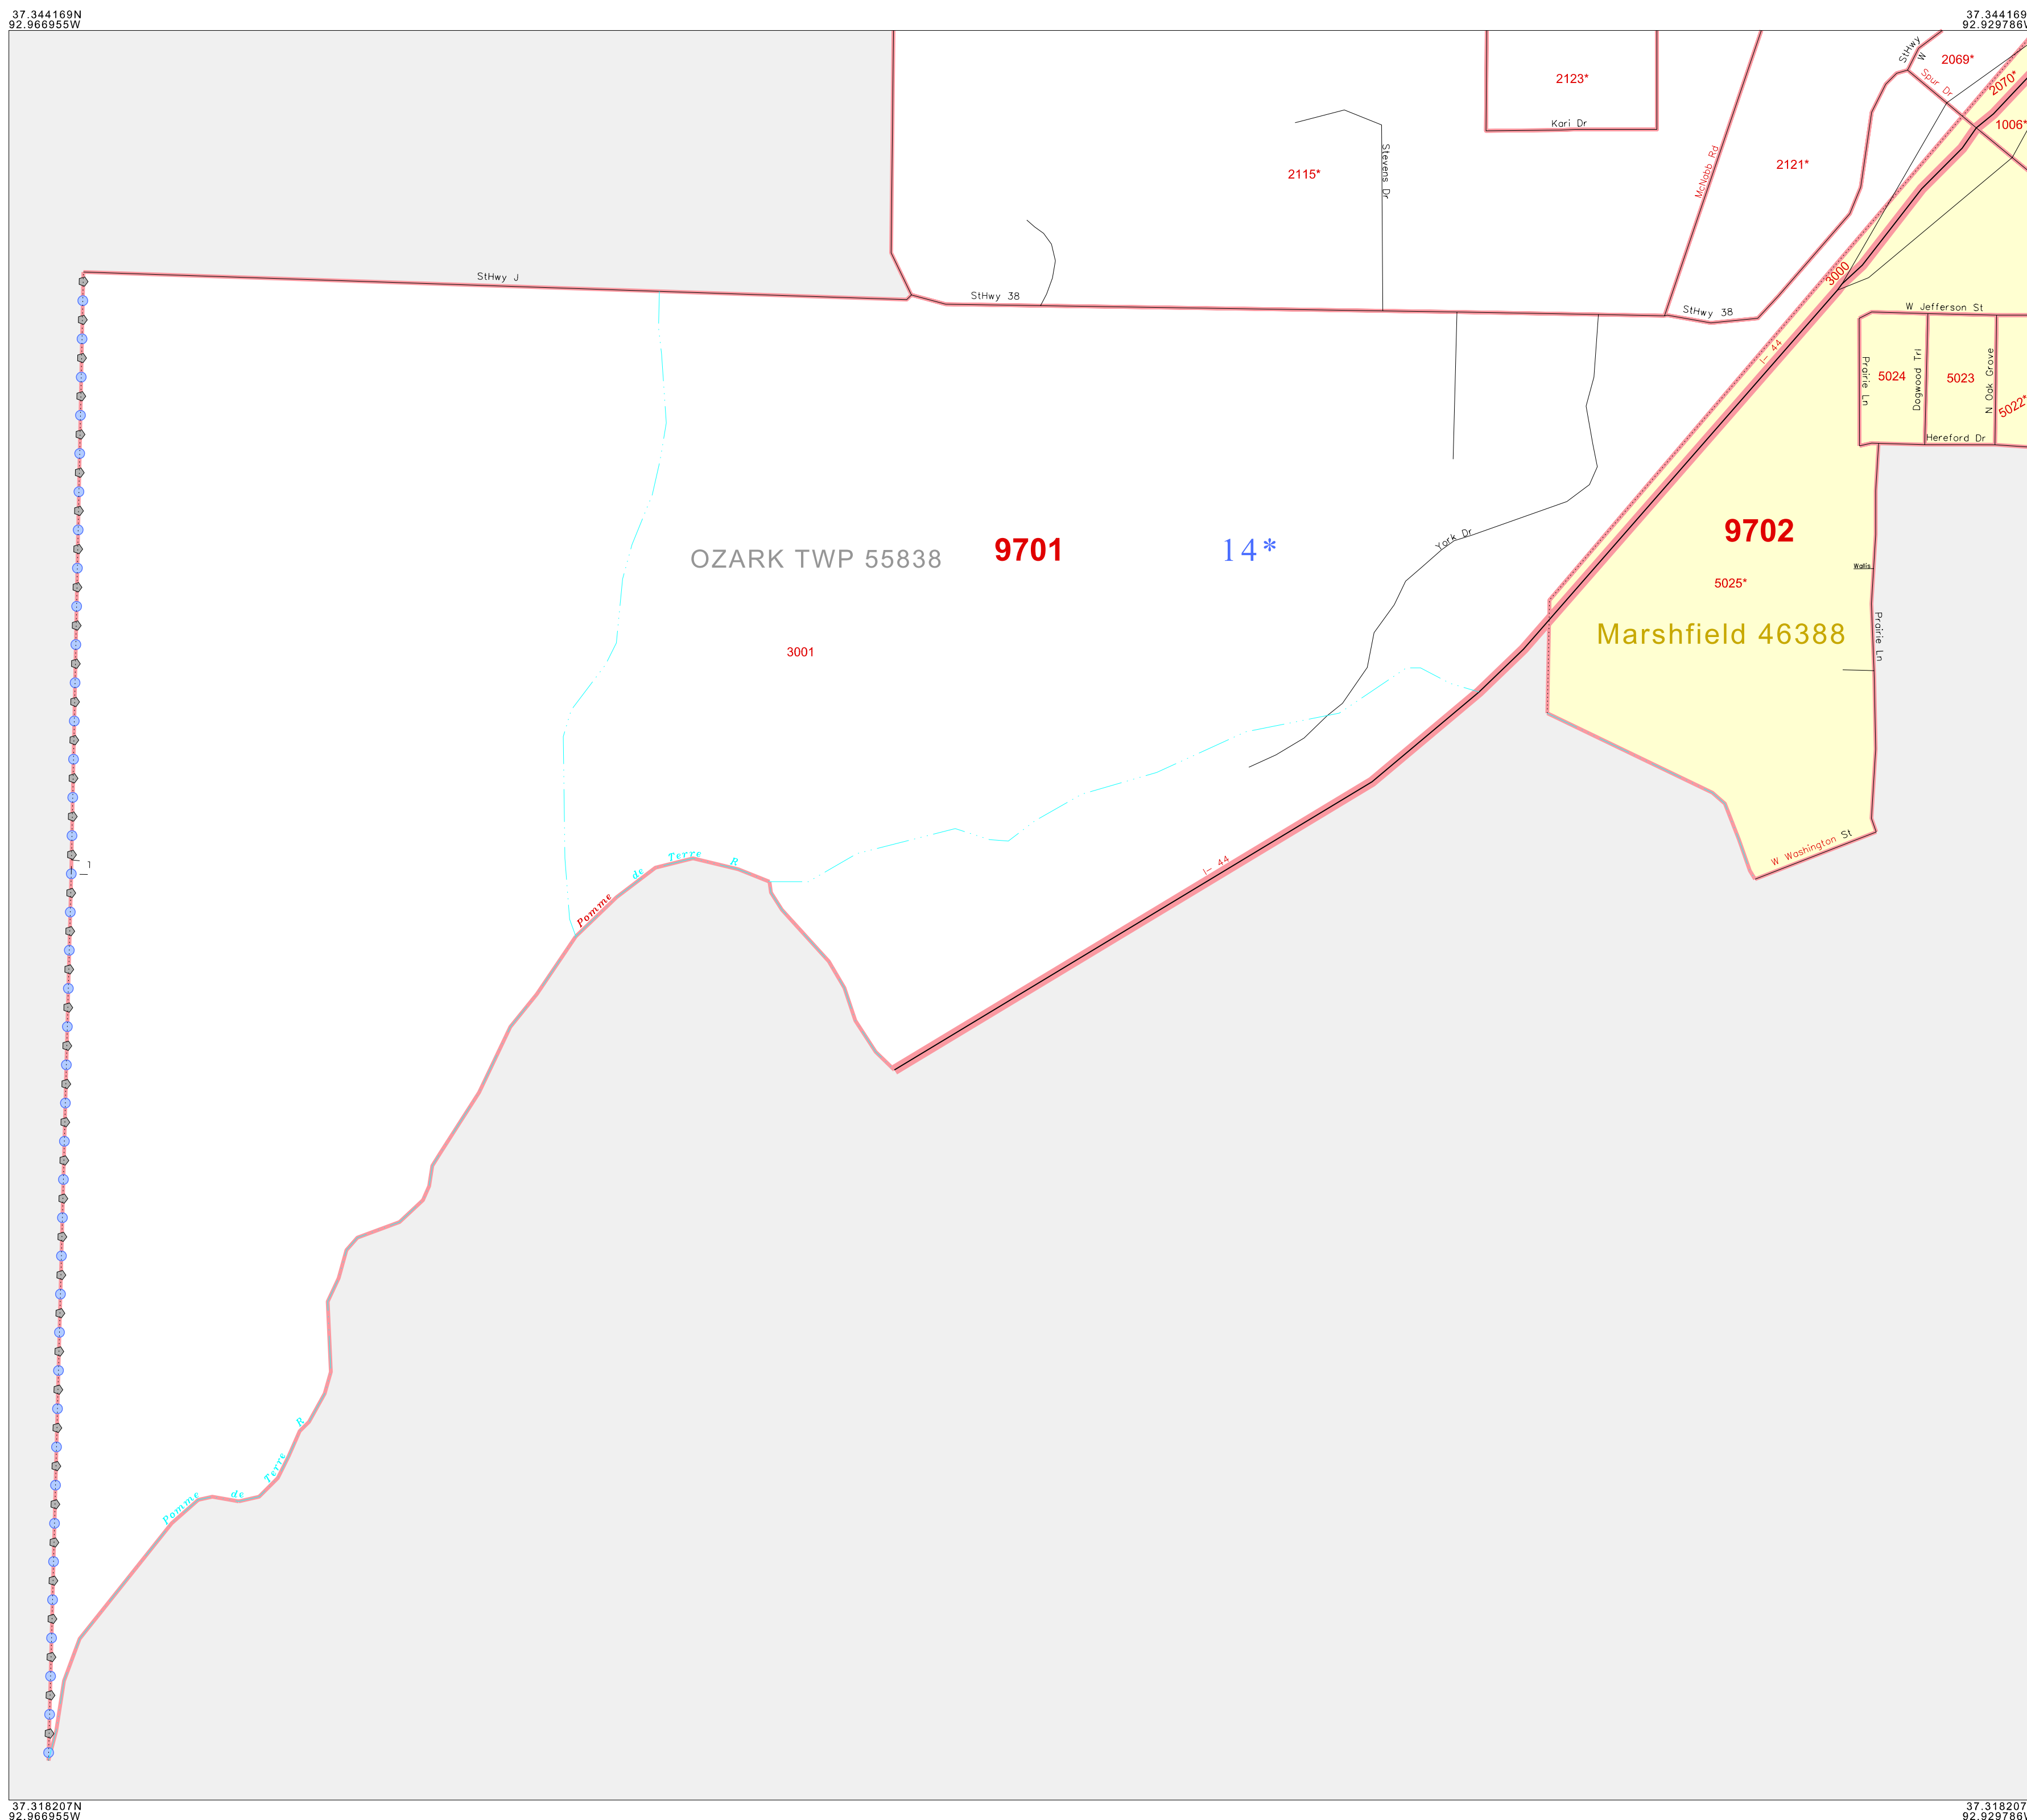 37.344169N
92.966955W
37.344169
92.929786W
StHwy
W
2069*
Spur Dr
2070*
1006*
2123*
Kari Dr
Stevens Dr
2115*
McNabb Rd
2121*
StHwy J
StHwy 38
StHwy 38
3000
I- 44
W Jefferson St
Prairie Ln
5024
Dogwood Trl
5023
N Oak Grove
5022*
Hereford Dr
OZARK TWP 55838
9701
14*
York Dr
9702
Wallis
5025*
Marshfield 46388
Prairie Ln
3001
W Washington St
1
Pomme de Terre R
I- 44
Pomme de Terre R
37.318207N
92.966955W
37.318207
92.929786W